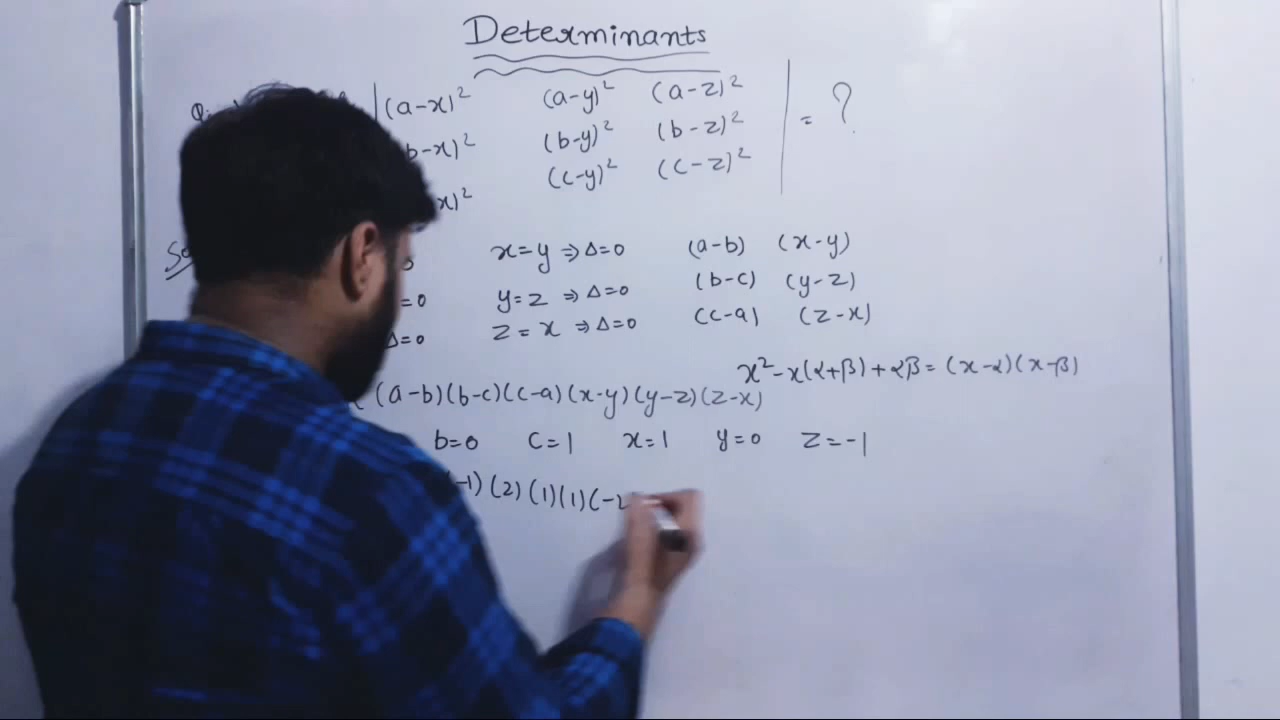 Determinants
(a-x)² (a-y)² (a-z)²
b-x)² (b-y)² (b-z)² = ?
x)² (c-y)² (c-z)²
x=y ⇒ Δ=0 (a-b) (x-y)
=0 y=z ⇒ Δ=0 (b-c) (y-z)
Δ=0 z=x ⇒ Δ=0 (c-a) (z-x)
x²-x(α+β)+αβ=(x-α)(x-β)
(a-b)(b-c)(c-a)(x-y)(y-z)(z-x)
b=0 c=1 x=1 y=0 z=-1
-1)(2)(1)(1)(-2